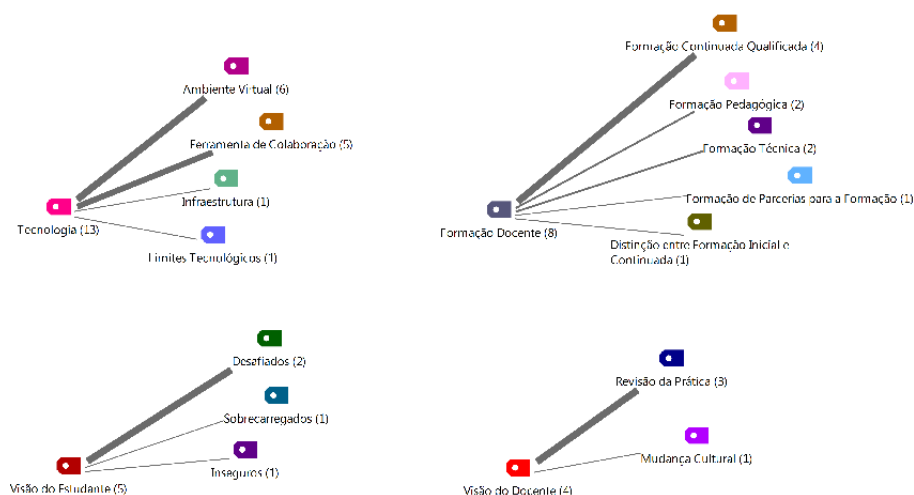 Ambiente Virtual (6)
Ferramenta de Colaboração (5)
Infraestrutura (1)
Tecnologia (13)
Limites Tecnológicos (1)
Formação Continuada Qualificada (4)
Formação Pedagógica (2)
Formação Técnica (2)
Formação de Parcerias para a Formação (1)
Formação Docente (8)
Distinção entre Formação Inicial e
Continuada (1)
Desafiados (2)
Sobrecarregados (1)
Inseguros (1)
Visão do Estudante (5)
Revisão da Prática (3)
Mudança Cultural (1)
Visão do Docente (4)